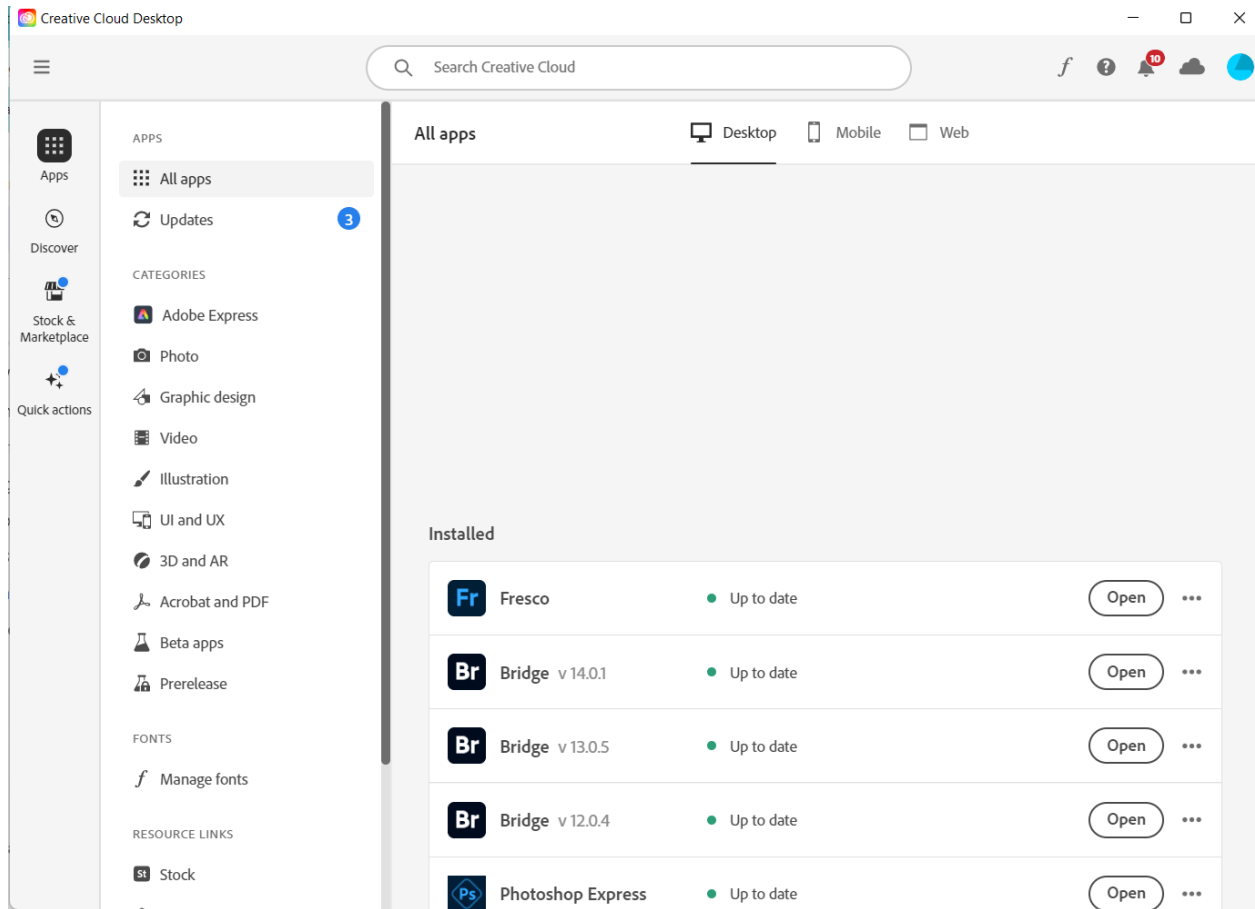 Creative Cloud Desktop
Search Creative Cloud
f
10
Apps
Discover
Stock &
Marketplace
Quick actions
APPS
All apps
Updates
3
CATEGORIES
Adobe Express
Photo
Graphic design
Video
Illustration
UI and UX
3D and AR
Acrobat and PDF
Beta apps
Prerelease
FONTS
f Manage fonts
RESOURCE LINKS
St Stock
All apps
Desktop
Mobile
Web
Installed
Fr Fresco Up to date Open
Br Bridge v 14.0.1 Up to date Open
Br Bridge v 13.0.5 Up to date Open
Br Bridge v 12.0.4 Up to date Open
Ps Photoshop Express Up to date Open